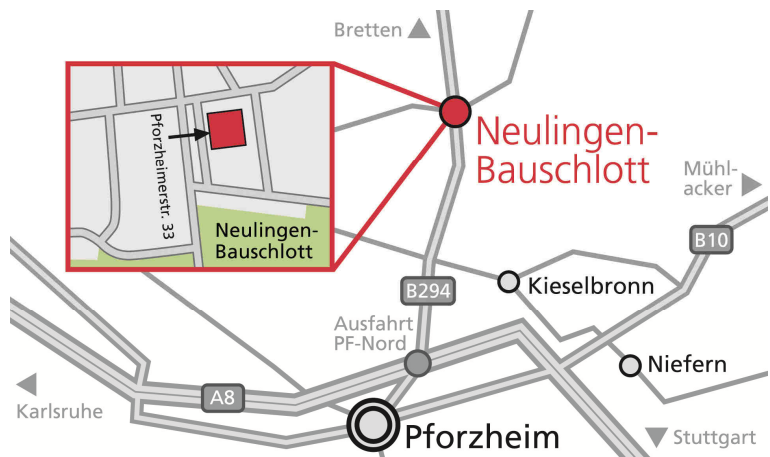 Bretten
Pforzheimerstr. 33
Neulingen-
Bauschlott
Neulingen-
Bauschlott
Mühl-
acker
B10
B294
Kieselbronn
Ausfahrt
PF-Nord
Niefern
A8
Karlsruhe
Pforzheim
Stuttgart